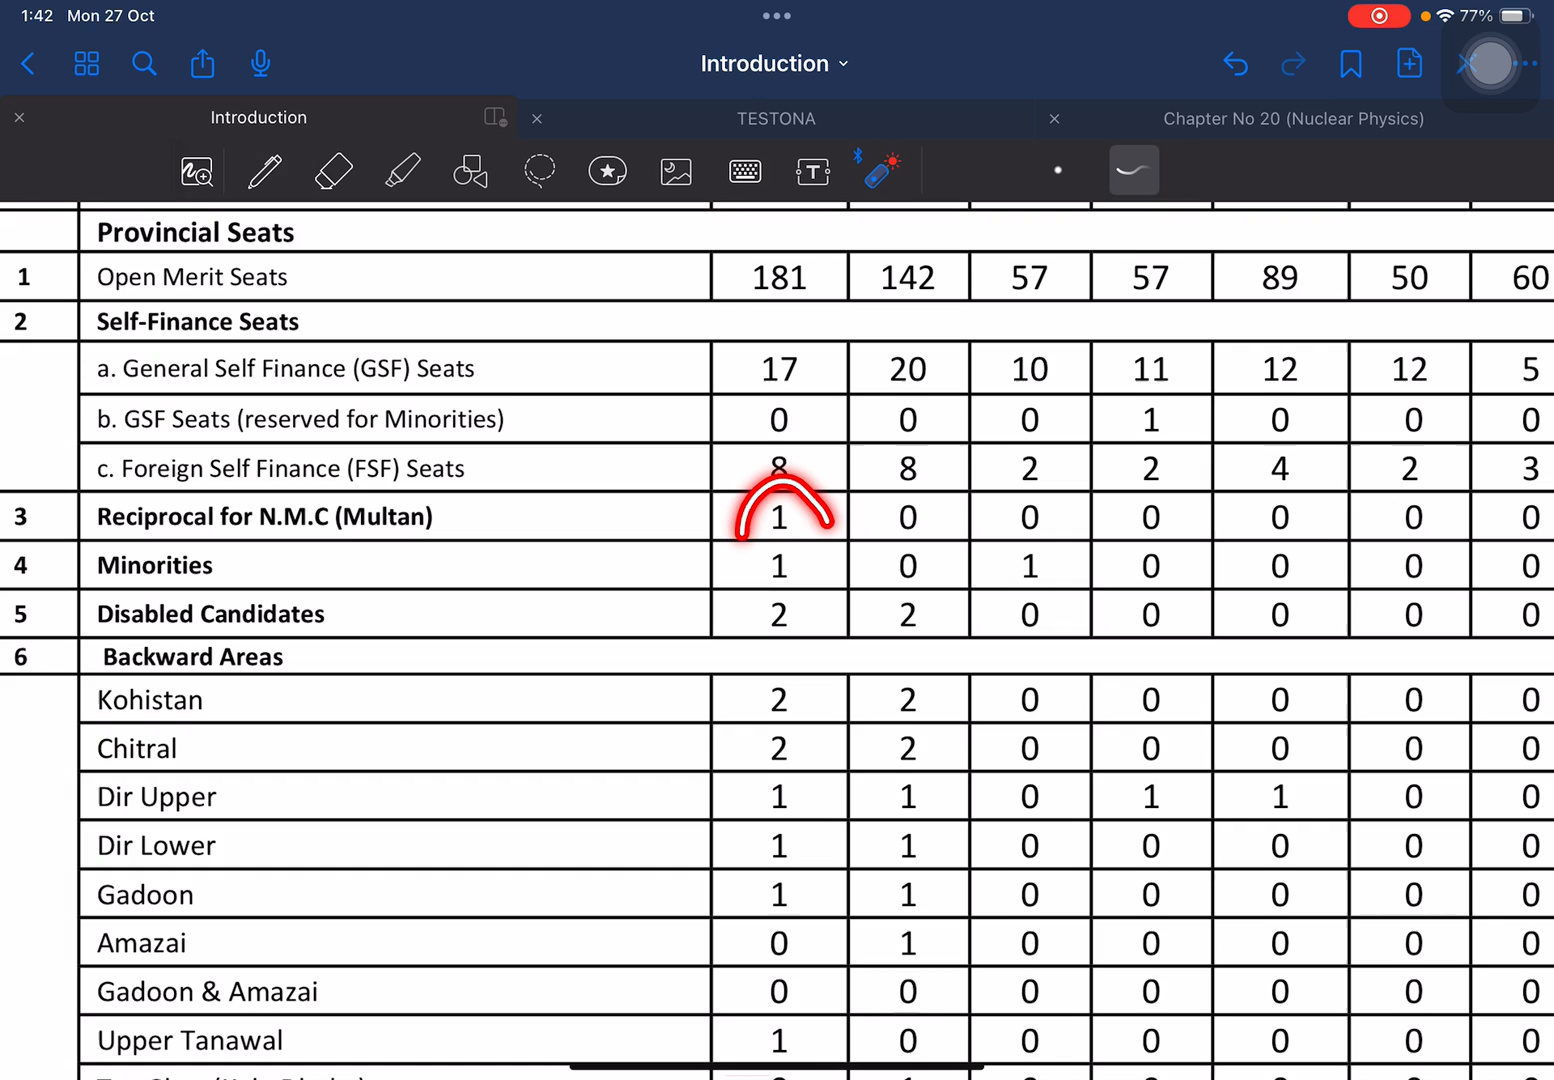 1:42 Mon 27 Oct 77%
Introduction
Introduction TESTONA Chapter No 20 (Nuclear Physics)
Provincial Seats
1 Open Merit Seats 181 142 57 57 89 50 60
2 Self-Finance Seats
a. General Self Finance (GSF) Seats 17 20 10 11 12 12 5
b. GSF Seats (reserved for Minorities) 0 0 0 1 0 0 0
c. Foreign Self Finance (FSF) Seats 8 8 2 2 4 2 3
3 Reciprocal for N.M.C (Multan) 1 0 0 0 0 0 0
4 Minorities 1 0 1 0 0 0 0
5 Disabled Candidates 2 2 0 0 0 0 0
6 Backward Areas
Kohistan 2 2 0 0 0 0 0
Chitral 2 2 0 0 0 0 0
Dir Upper 1 1 0 1 1 0 0
Dir Lower 1 1 0 0 0 0 0
Gadoon 1 1 0 0 0 0 0
Amazai 0 1 0 0 0 0 0
Gadoon & Amazai 0 0 0 0 0 0 0
Upper Tanawal 1 0 0 0 0 0 0